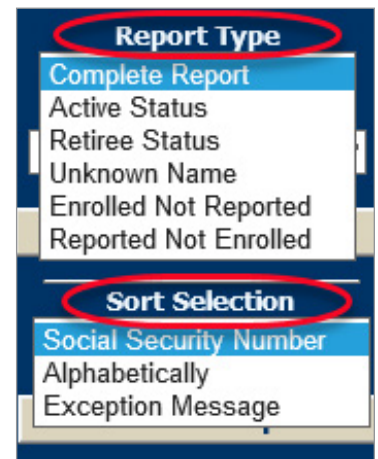 Report Type
Complete Report
Active Status
Retiree Status
Unknown Name
Enrolled Not Reported
Reported Not Enrolled
Sort Selection
Social Security Number
Alphabetically
Exception Message